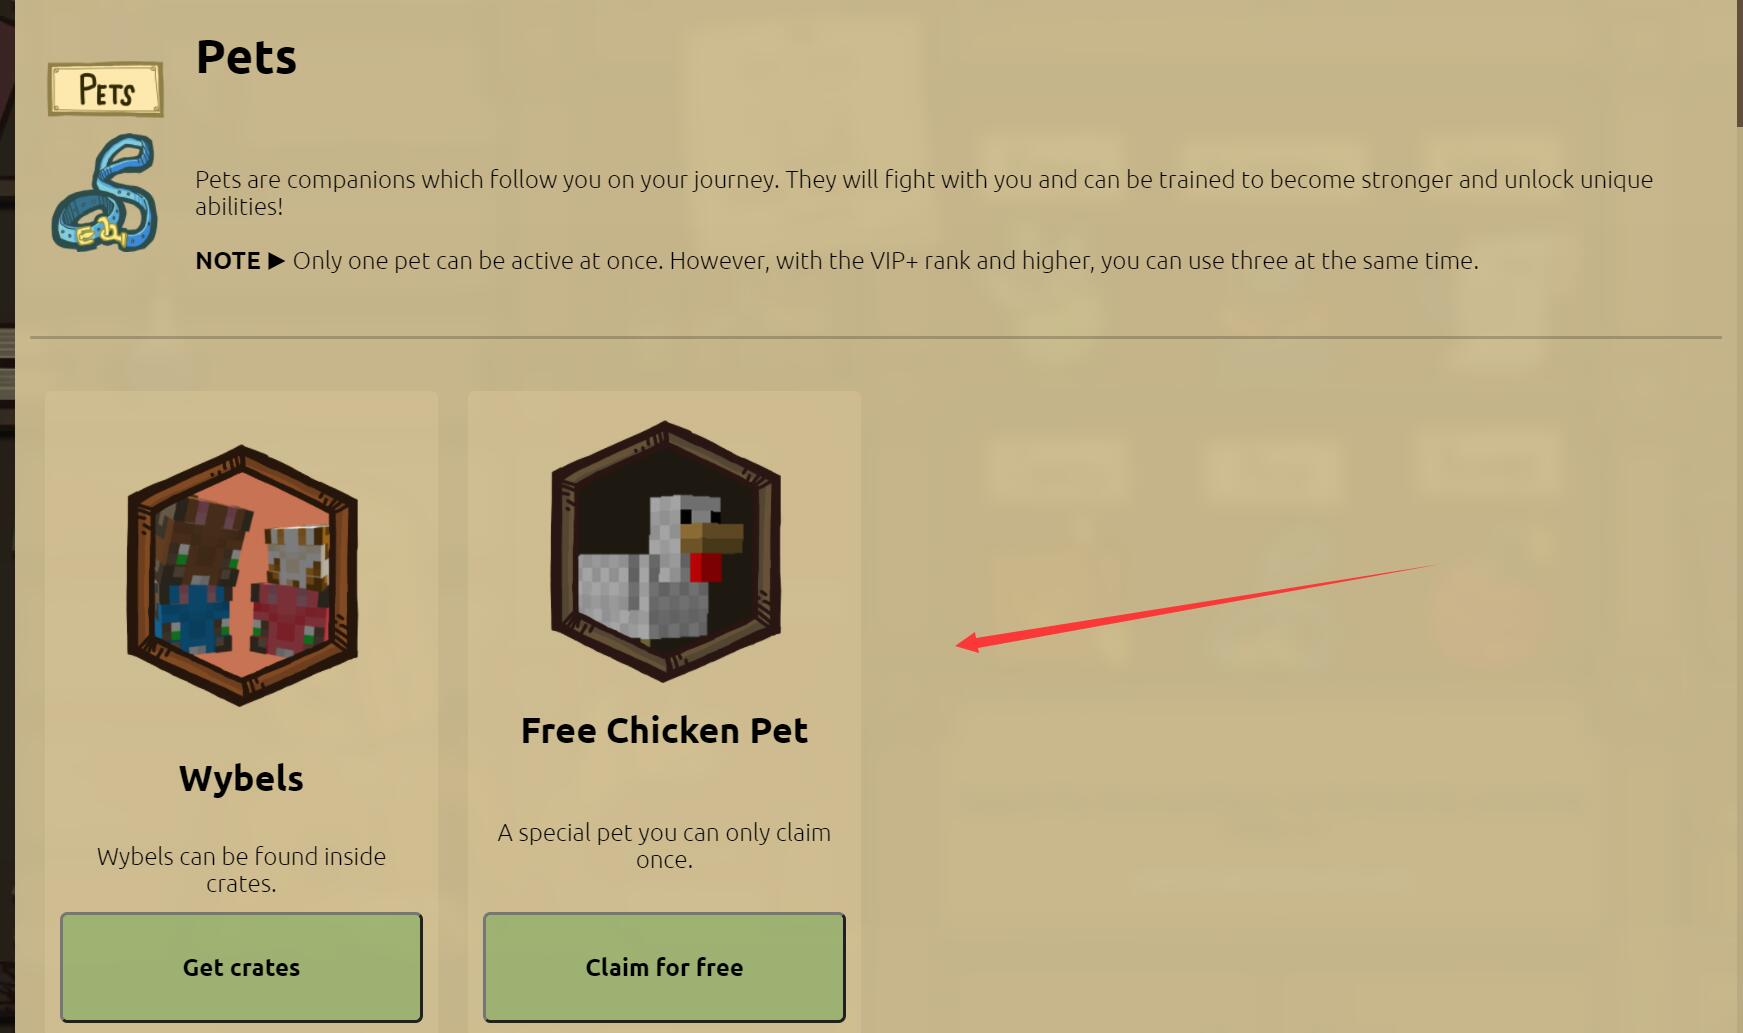 Pets
PETS
Pets are companions which follow you on your journey. They will fight with you and can be trained to become stronger and unlock unique
abilities!
NOTE ▶ Only one pet can be active at once. However, with the VIP+ rank and higher, you can use three at the same time.
Wybels
Wybels can be found inside
crates.
Get crates
Free Chicken Pet
A special pet you can only claim
once.
Claim for free